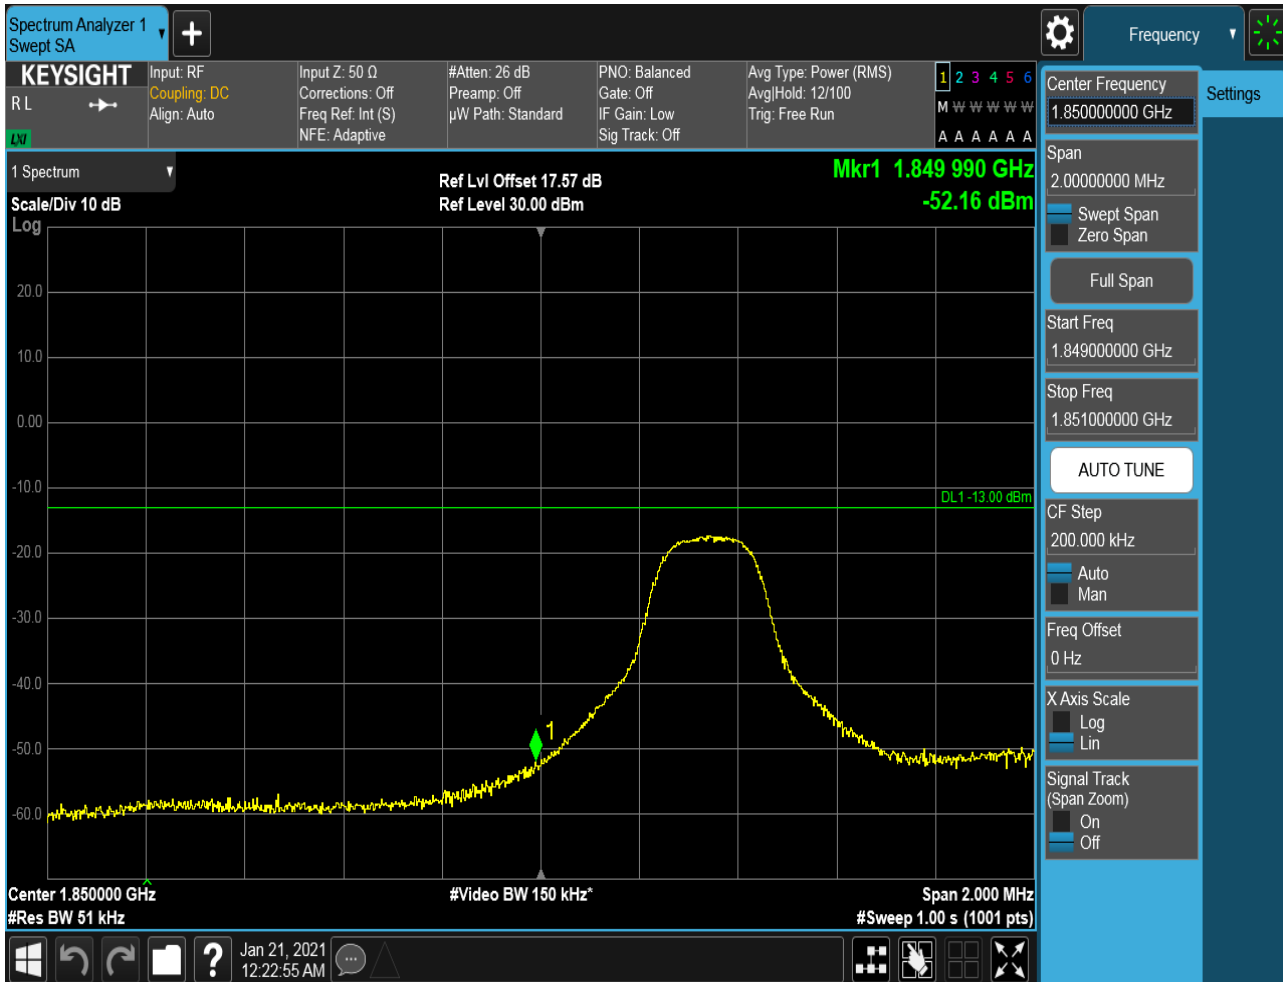 Spectrum Analyzer 1
Swept SA
+
Frequency
KEYSIGHT
R L
LXI
Input: RF
Coupling: DC
Align: Auto
Input Z: 50 Ω
Corrections: Off
Freq Ref: Int (S)
NFE: Adaptive
#Atten: 26 dB
Preamp: Off
µW Path: Standard
PNO: Balanced
Gate: Off
IF Gain: Low
Sig Track: Off
Avg Type: Power (RMS)
Avg|Hold: 12/100
Trig: Free Run
1 2 3 4 5 6
M W W W W W
A A A A A A
1 Spectrum
Scale/Div 10 dB
Log
Ref Lvl Offset 17.57 dB
Ref Level 30.00 dBm
Mkr1 1.849 990 GHz
-52.16 dBm
20.0
10.0
0.00
-10.0
DL1 -13.00 dBm
-20.0
-30.0
-40.0
1
-50.0
-60.0
Center 1.850000 GHz
#Video BW 150 kHz*
Span 2.000 MHz
#Res BW 51 kHz
#Sweep 1.00 s (1001 pts)
?
Jan 21, 2021
12:22:55 AM
Center Frequency
1.850000000 GHz
Settings
Span
2.00000000 MHz
Swept Span
Zero Span
Full Span
Start Freq
1.849000000 GHz
Stop Freq
1.851000000 GHz
AUTO TUNE
CF Step
200.000 kHz
Auto
Man
Freq Offset
0 Hz
X Axis Scale
Log
Lin
Signal Track
(Span Zoom)
On
Off